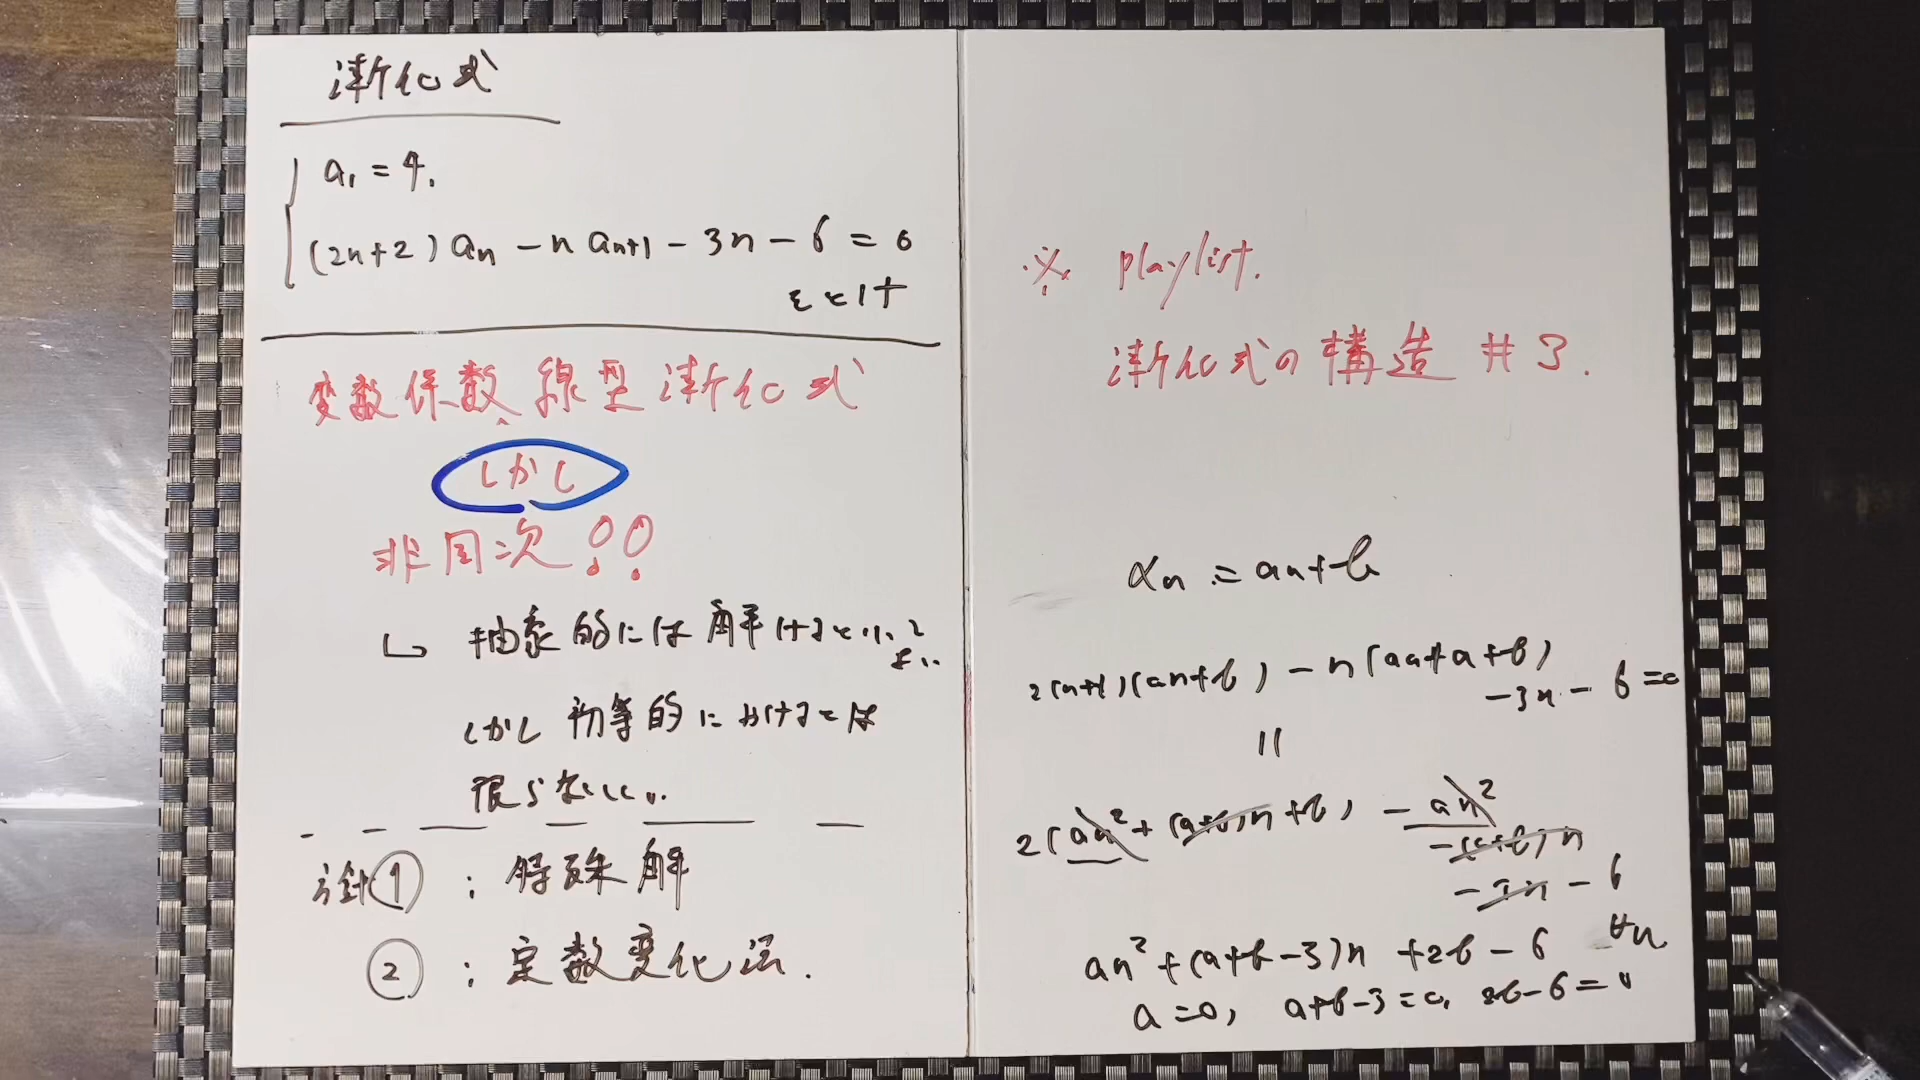 漸化式
a₁ = 4.
(2n+2)aₙ - n aₙ₊₁ - 3n - 6 = 0
をとけ
変数係数線型漸化式
しかし
非同次!!
↳ 抽象的には解けるといってよい..
しかし初等的にとけるとは
限らない..
方針① : 特殊解
② : 定数変化法.
※ playlist.
漸化式の構造 #3.
αₙ = an+b
2(n+1)(an+b) - n(an+a+b)
-3n - 6 = 0
||
2(an²+(a+b)n+b) - an²
-(a+b)n
-3n - 6
an²+(a+b-3)n +2b-6 ∀n
a=0, a+b-3=0, 2b-6=0